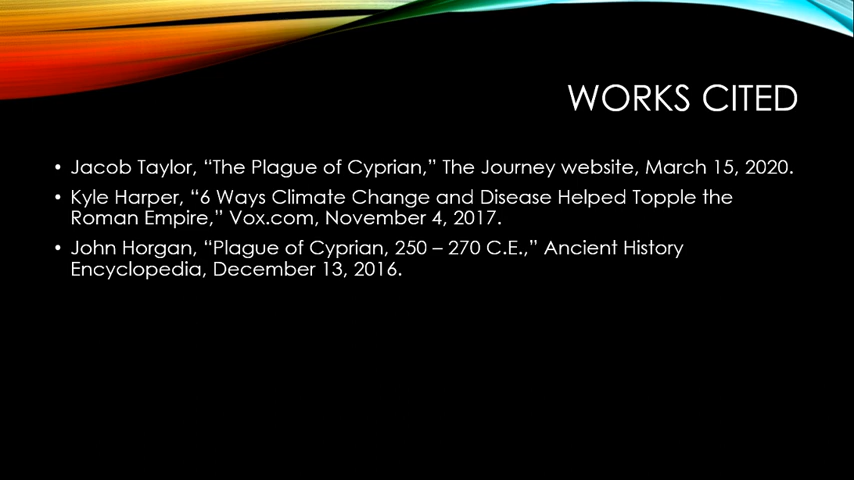 WORKS CITED
• Jacob Taylor, “The Plague of Cyprian,” The Journey website, March 15, 2020.
• Kyle Harper, “6 Ways Climate Change and Disease Helped Topple the
Roman Empire,” Vox.com, November 4, 2017.
• John Horgan, “Plague of Cyprian, 250 – 270 C.E.,” Ancient History
Encyclopedia, December 13, 2016.